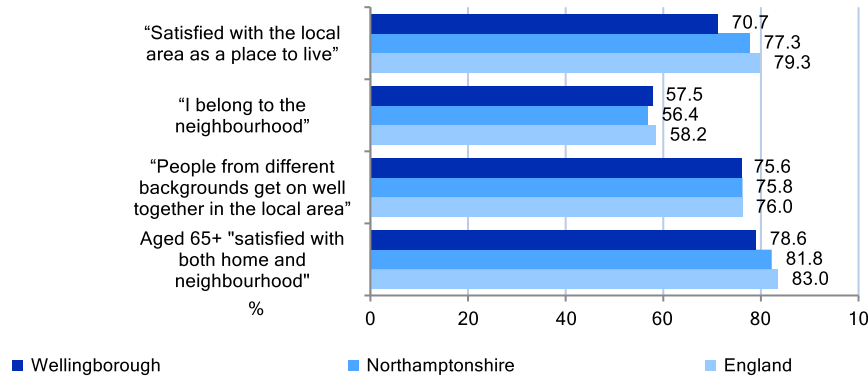 “Satisfied with the local
area as a place to live”
70.7
77.3
79.3
“I belong to the
neighbourhood”
57.5
56.4
58.2
“People from different
backgrounds get on well
together in the local area”
75.6
75.8
76.0
Aged 65+ "satisfied with
both home and
neighbourhood"
78.6
81.8
83.0
%
0 20 40 60 80 10
Wellingborough Northamptonshire England